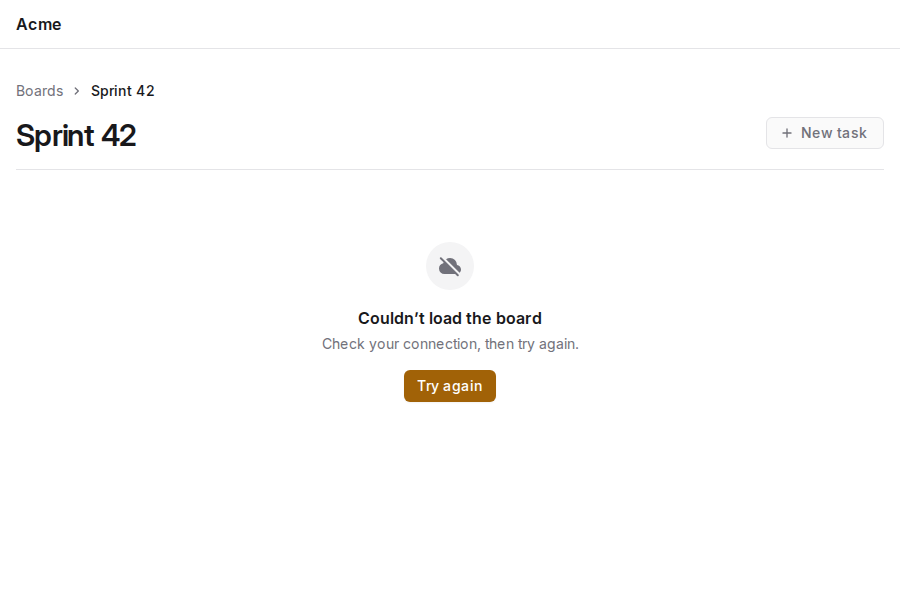 Acme
Boards > Sprint 42
Sprint 42
+ New task
Couldn’t load the board
Check your connection, then try again.
Try again